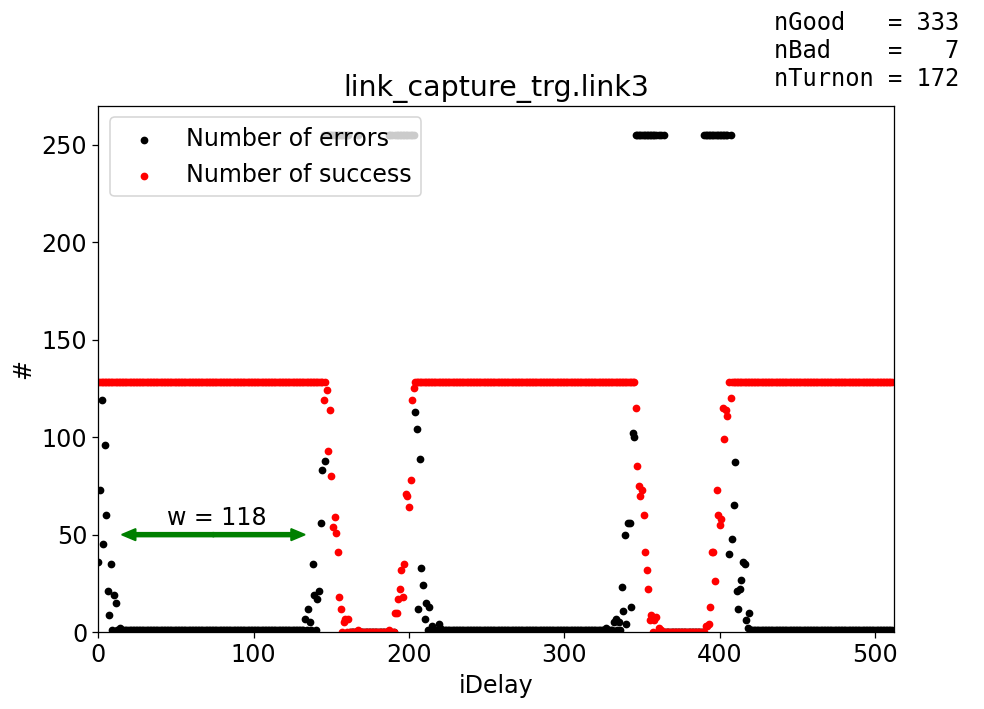 nGood   = 333
nBad    =   7
nTurnon = 172
link_capture_trg.link3
Number of errors
Number of success
w = 118
#
250
200
150
100
50
0
0 100 200 300 400 500
iDelay